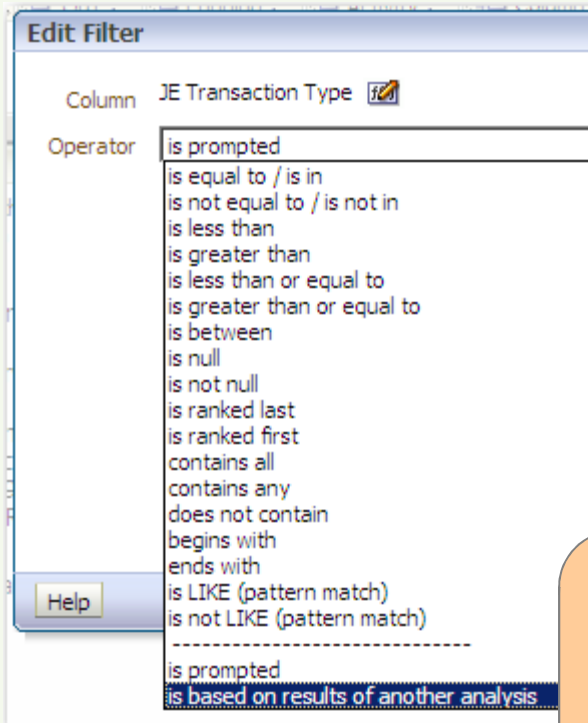 Edit Filter
Column JE Transaction Type
Operator is prompted
is equal to / is in
is not equal to / is not in
is less than
is greater than
is less than or equal to
is greater than or equal to
is between
is null
is not null
is ranked last
is ranked first
contains all
contains any
does not contain
begins with
ends with
is LIKE (pattern match)
is not LIKE (pattern match)
------------------------------
is prompted
is based on results of another analysis
Help